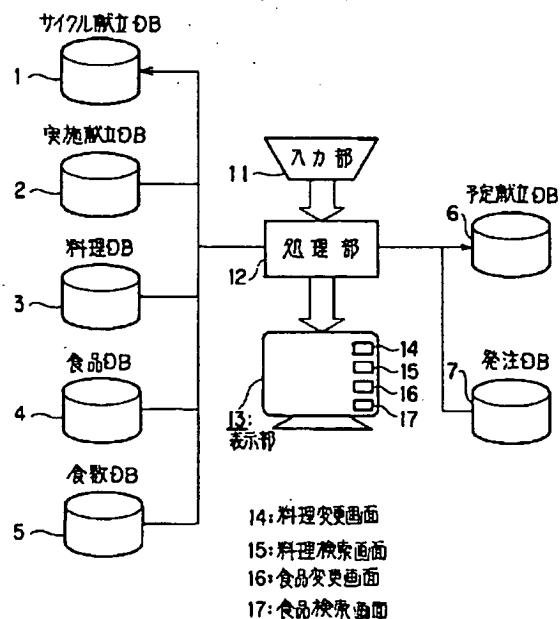 サイクル献立DB
1
実施献立DB
2
料理DB
3
食品DB
4
食数DB
5
入力部
11
処理部
12
14
15
16
17
13:
表示部
予定献立DB
6
発注DB
7
14:料理変更画面
15:料理検索画面
16:食品変更画面
17:食品検索画面